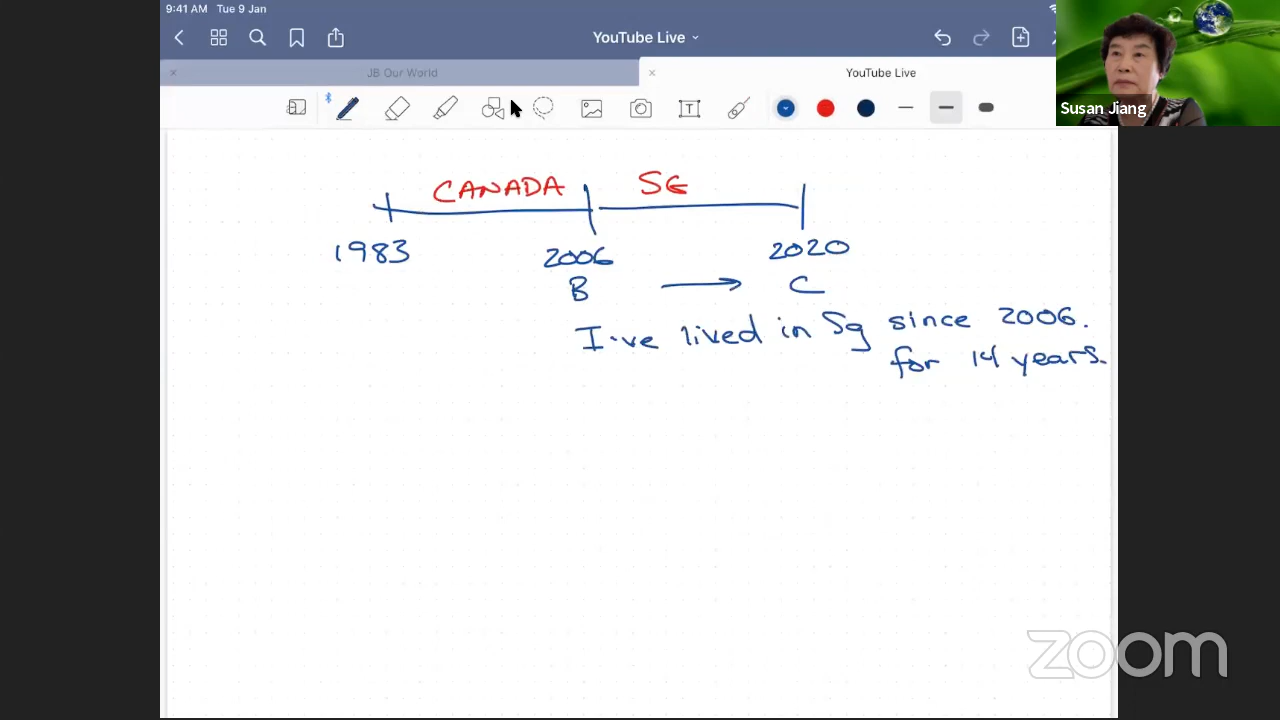 9:41 AM Tue 9 Jan
YouTube Live
JB Our World
YouTube Live
T
Susan Jiang
CANADA SG
1983 2006 2020
B → C
I've lived in Sg since 2006.
for 14 years.
zoom